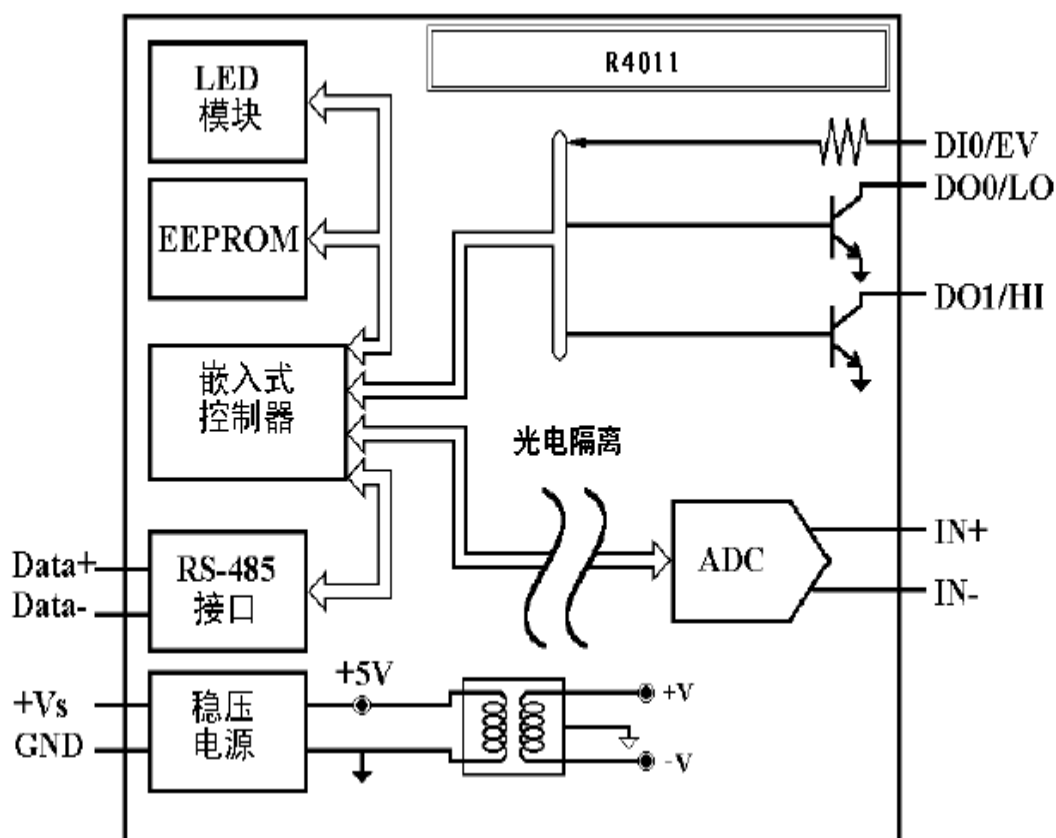 R4011
LED
模块
EEPROM
嵌入式
控制器
RS-485
接口
稳压
电源
Data+
Data-
+Vs
GND
+5V
光电隔离
ADC
+V
-V
DI0/EV
DO0/LO
DO1/HI
IN+
IN-